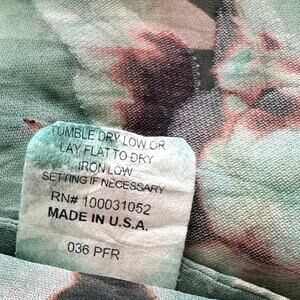 TUMBLE DRY LOW OR
LAY FLAT TO DRY
IRON LOW
SETTING IF NECESSARY
RN# 100031052
MADE IN U.S.A.
036 PFR